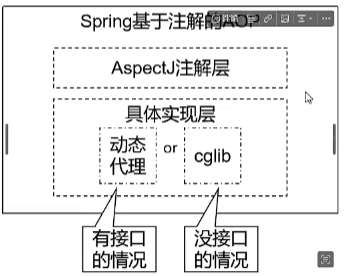 Spring基于注解的AOP
AspectJ注解层
具体实现层
动态
代理
or
cglib
有接口
的情况
没接口
的情况